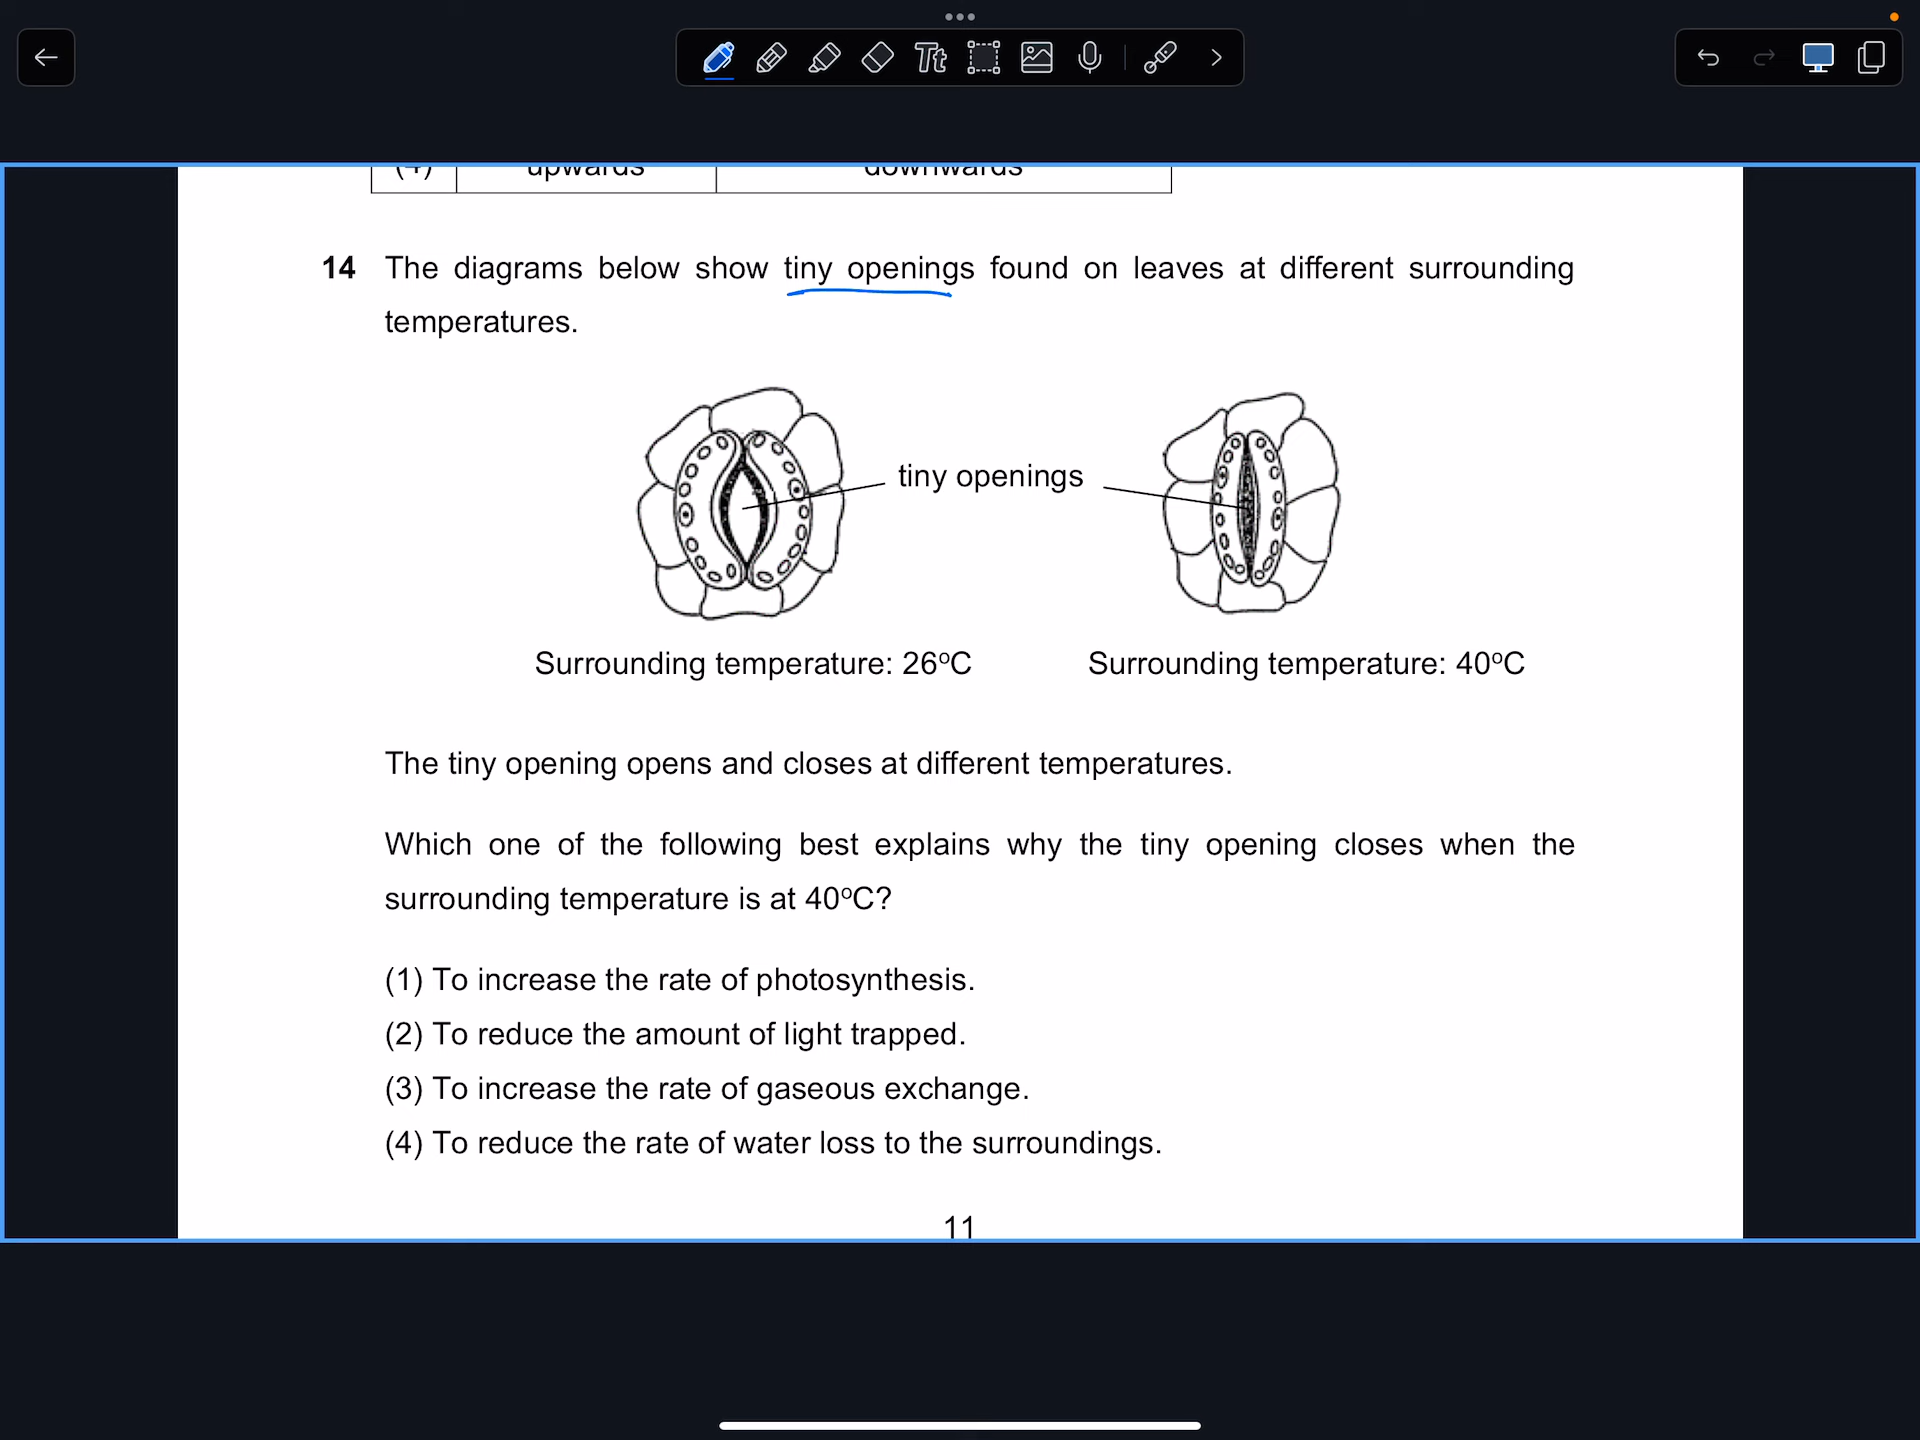 Tt
(4) upwards downwards
14 The diagrams below show tiny openings found on leaves at different surrounding
temperatures.
tiny openings
Surrounding temperature: 26°C Surrounding temperature: 40°C
The tiny opening opens and closes at different temperatures.
Which one of the following best explains why the tiny opening closes when the
surrounding temperature is at 40°C?
(1) To increase the rate of photosynthesis.
(2) To reduce the amount of light trapped.
(3) To increase the rate of gaseous exchange.
(4) To reduce the rate of water loss to the surroundings.
11